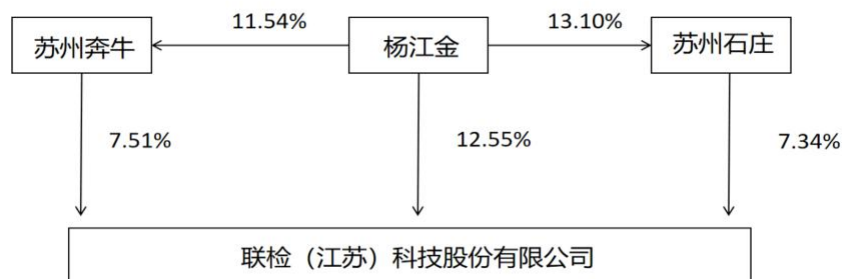 11.54%
13.10%
苏州奔牛
杨江金
苏州石庄
7.51%
12.55%
7.34%
联检（江苏）科技股份有限公司